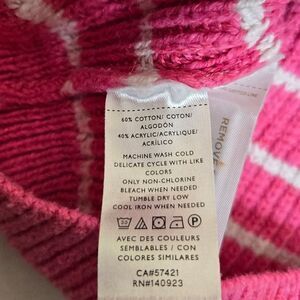 60% COTTON/ COTON/
ALGODÓN
40% ACRYLIC/ACRYLIQUE/
ACRÍLICO
MACHINE WASH COLD
DELICATE CYCLE WITH LIKE
COLORS
ONLY NON-CHLORINE
BLEACH WHEN NEEDED
TUMBLE DRY LOW
COOL IRON WHEN NEEDED
AVEC DES COULEURS
SEMBLABLES / CON
COLORES SIMILARES
CA#57421
RN#140923
REMOVE